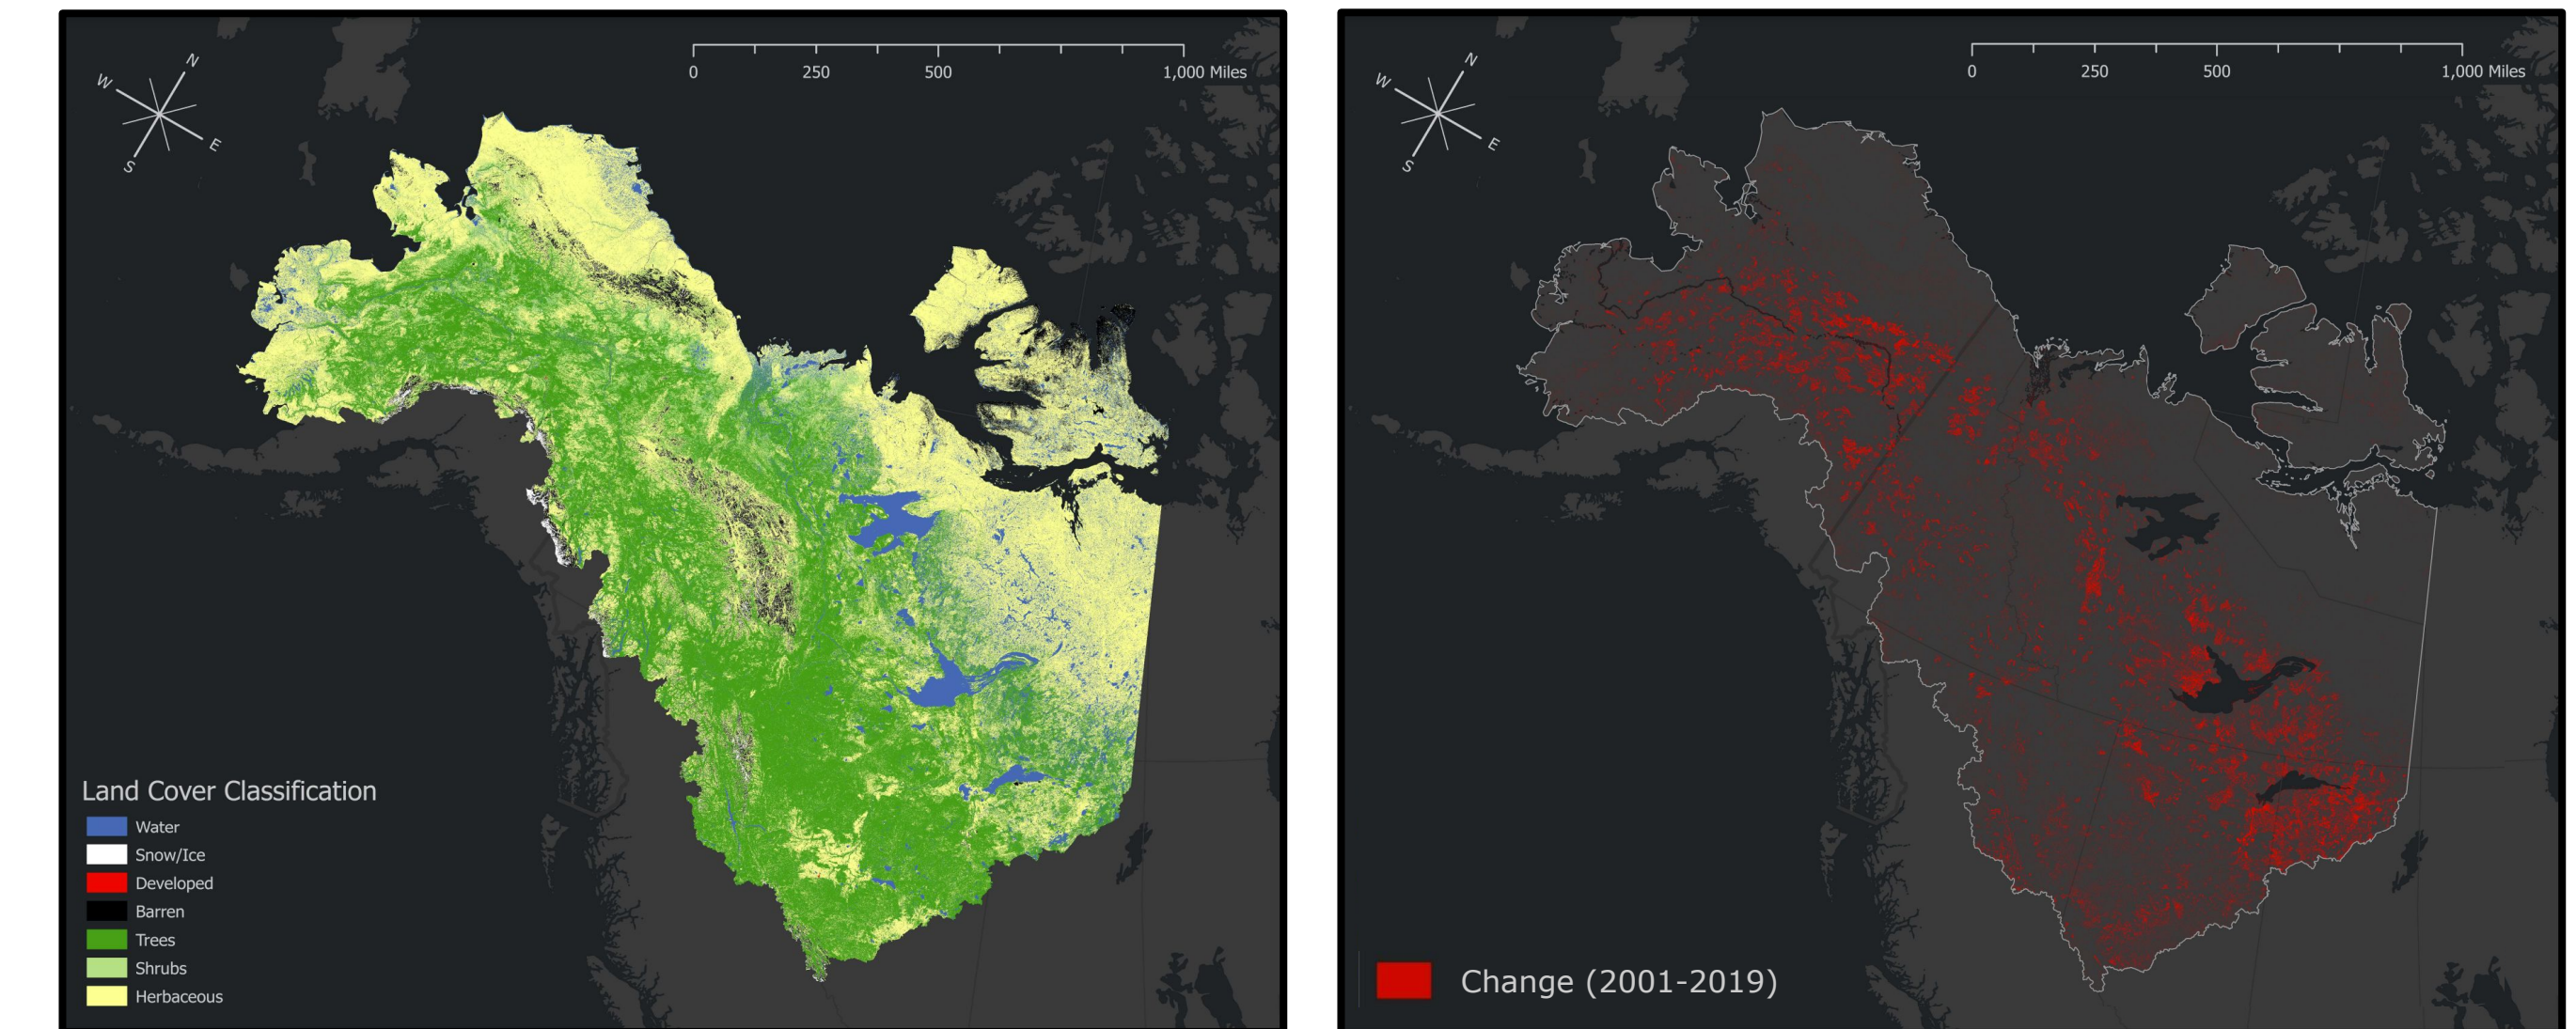 N
W
E
S
0 250 500 1,000 Miles
Land Cover Classification
Water
Snow/Ice
Developed
Barren
Trees
Shrubs
Herbaceous
N
W
E
S
0 250 500 1,000 Miles
Change (2001-2019)